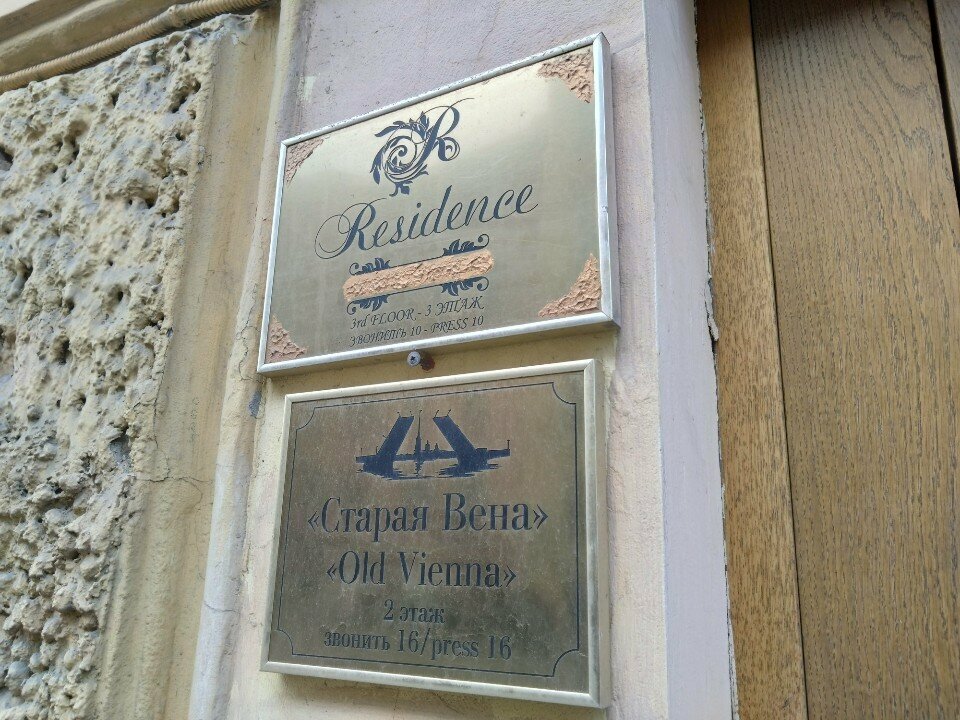 R
Residence
3rd FLOOR - 3 ЭТАЖ
ЗВОНИТЬ 10 - PRESS 10
«Старая Вена»
«Old Vienna»
2 этаж
звонить 16/press 16